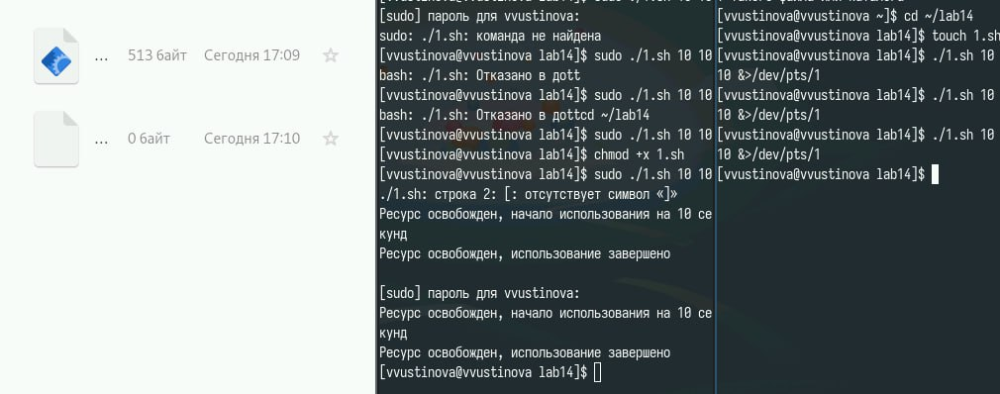 ...
513 байт
Сегодня 17:09
...
0 байт
Сегодня 17:10
[sudo] пароль для vvustinova:
sudo: ./1.sh: команда не найдена
[vvustinova@vvustinova lab14]$ sudo ./1.sh 10 10
bash: ./1.sh: Отказано в дott
[vvustinova@vvustinova lab14]$ sudo ./1.sh 10 10
bash: ./1.sh: Отказано в дottcd ~/lab14
[vvustinova@vvustinova lab14]$ sudo ./1.sh 10 10
[vvustinova@vvustinova lab14]$ chmod +x 1.sh
[vvustinova@vvustinova lab14]$ sudo ./1.sh 10 10
./1.sh: строка 2: [: отсутствует символ «]»
Ресурс освобожден, начало использования на 10 се
кунд
Ресурс освобожден, использование завершено
[sudo] пароль для vvustinova:
Ресурс освобожден, начало использования на 10 се
кунд
Ресурс освобожден, использование завершено
[vvustinova@vvustinova lab14]$
[vvustinova@vvustinova ~]$ cd ~/lab14
[vvustinova@vvustinova lab14]$ touch 1.sh
[vvustinova@vvustinova lab14]$ ./1.sh 10
10 &>/dev/pts/1
[vvustinova@vvustinova lab14]$ ./1.sh 10
10 &>/dev/pts/1
[vvustinova@vvustinova lab14]$ ./1.sh 10
10 &>/dev/pts/1
[vvustinova@vvustinova lab14]$